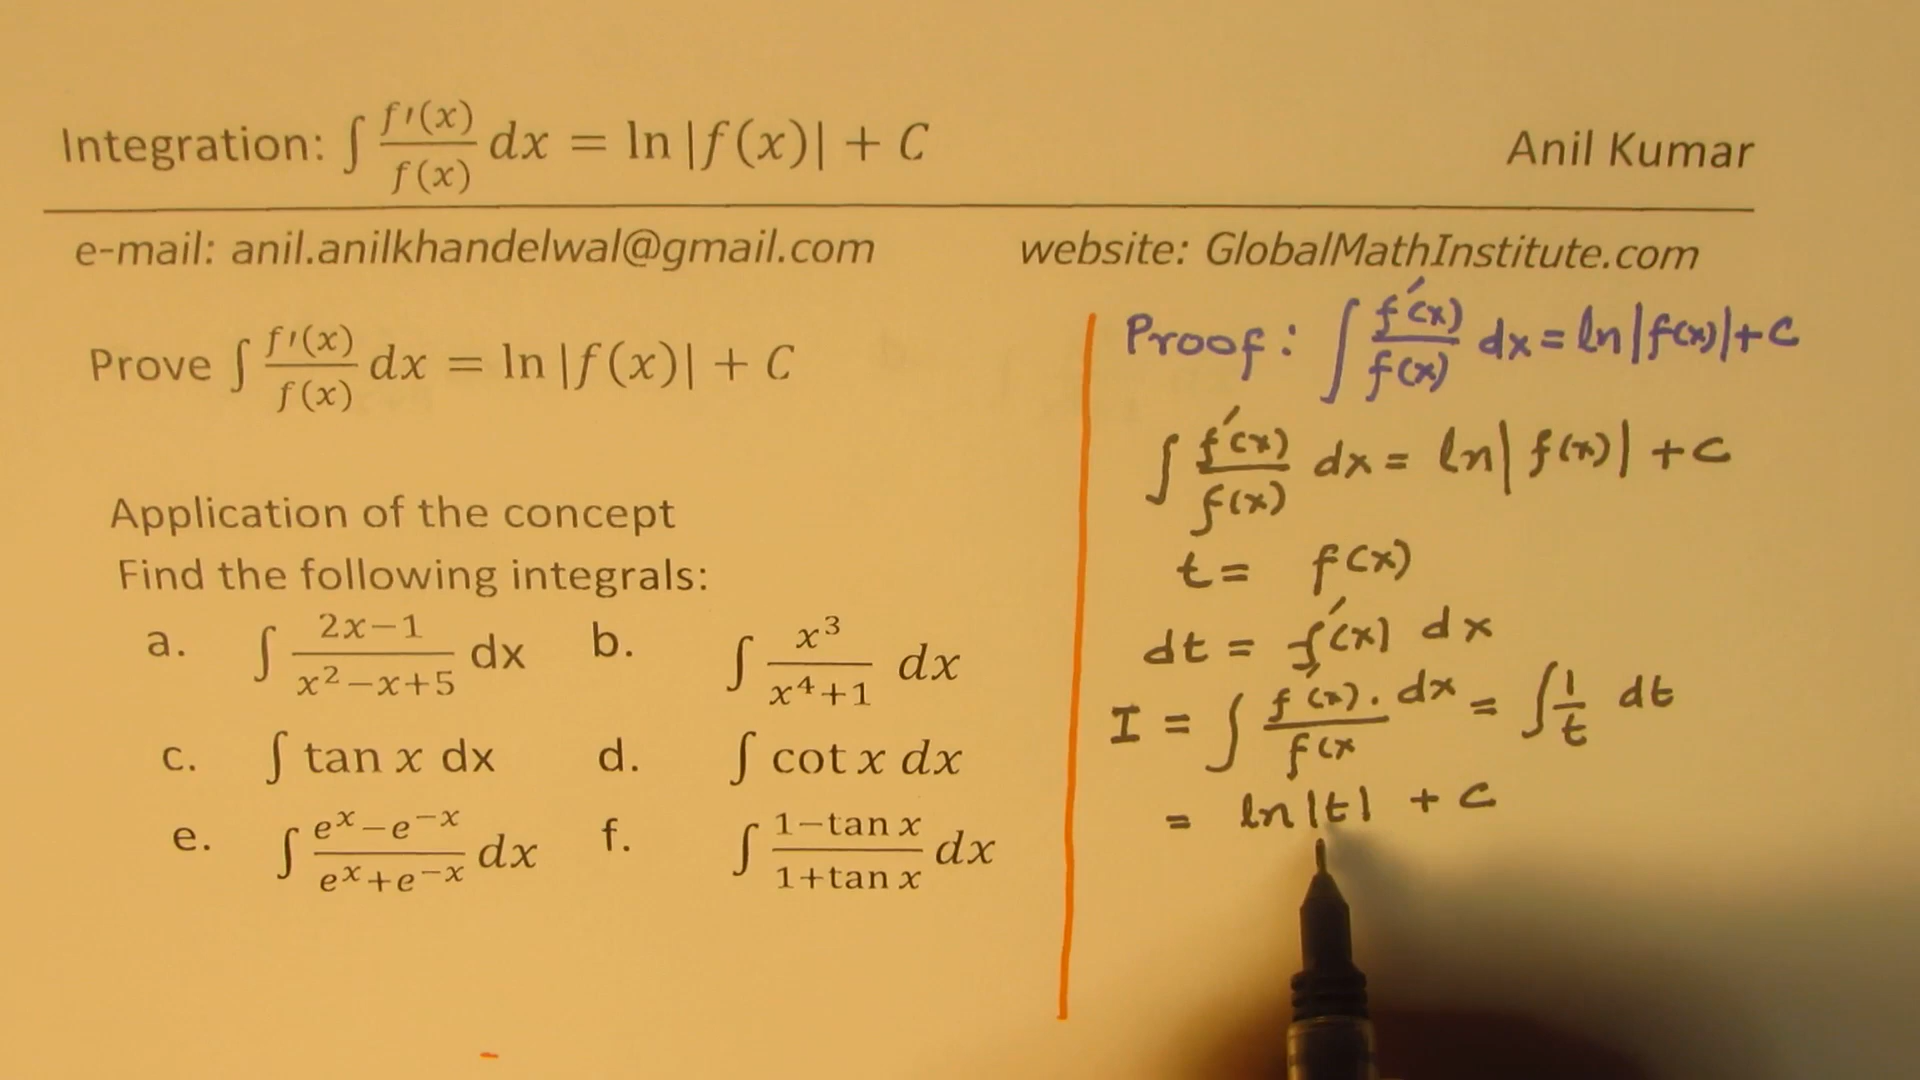 Integration: ∫ f′(x)/f(x) dx = ln |f(x)| + C
Anil Kumar
e-mail: anil.anilkhandelwal@gmail.com
website: GlobalMathInstitute.com
Prove ∫ f′(x)/f(x) dx = ln |f(x)| + C
Application of the concept
Find the following integrals:
a. ∫ (2x−1)/(x²−x+5) dx b. ∫ x³/(x⁴+1) dx
c. ∫ tan x dx d. ∫ cot x dx
e. ∫ (eˣ−e⁻ˣ)/(eˣ+e⁻ˣ) dx f. ∫ (1−tan x)/(1+tan x) dx
Proof: ∫ f′(x)/f(x) dx = ln|f(x)|+C
∫ f′(x)/f(x) dx = ln|f(x)| + C
t = f(x)
dt = f′(x) dx
I = ∫ f′(x)·dx/f(x = ∫ 1/t dt
= ln|t| + C